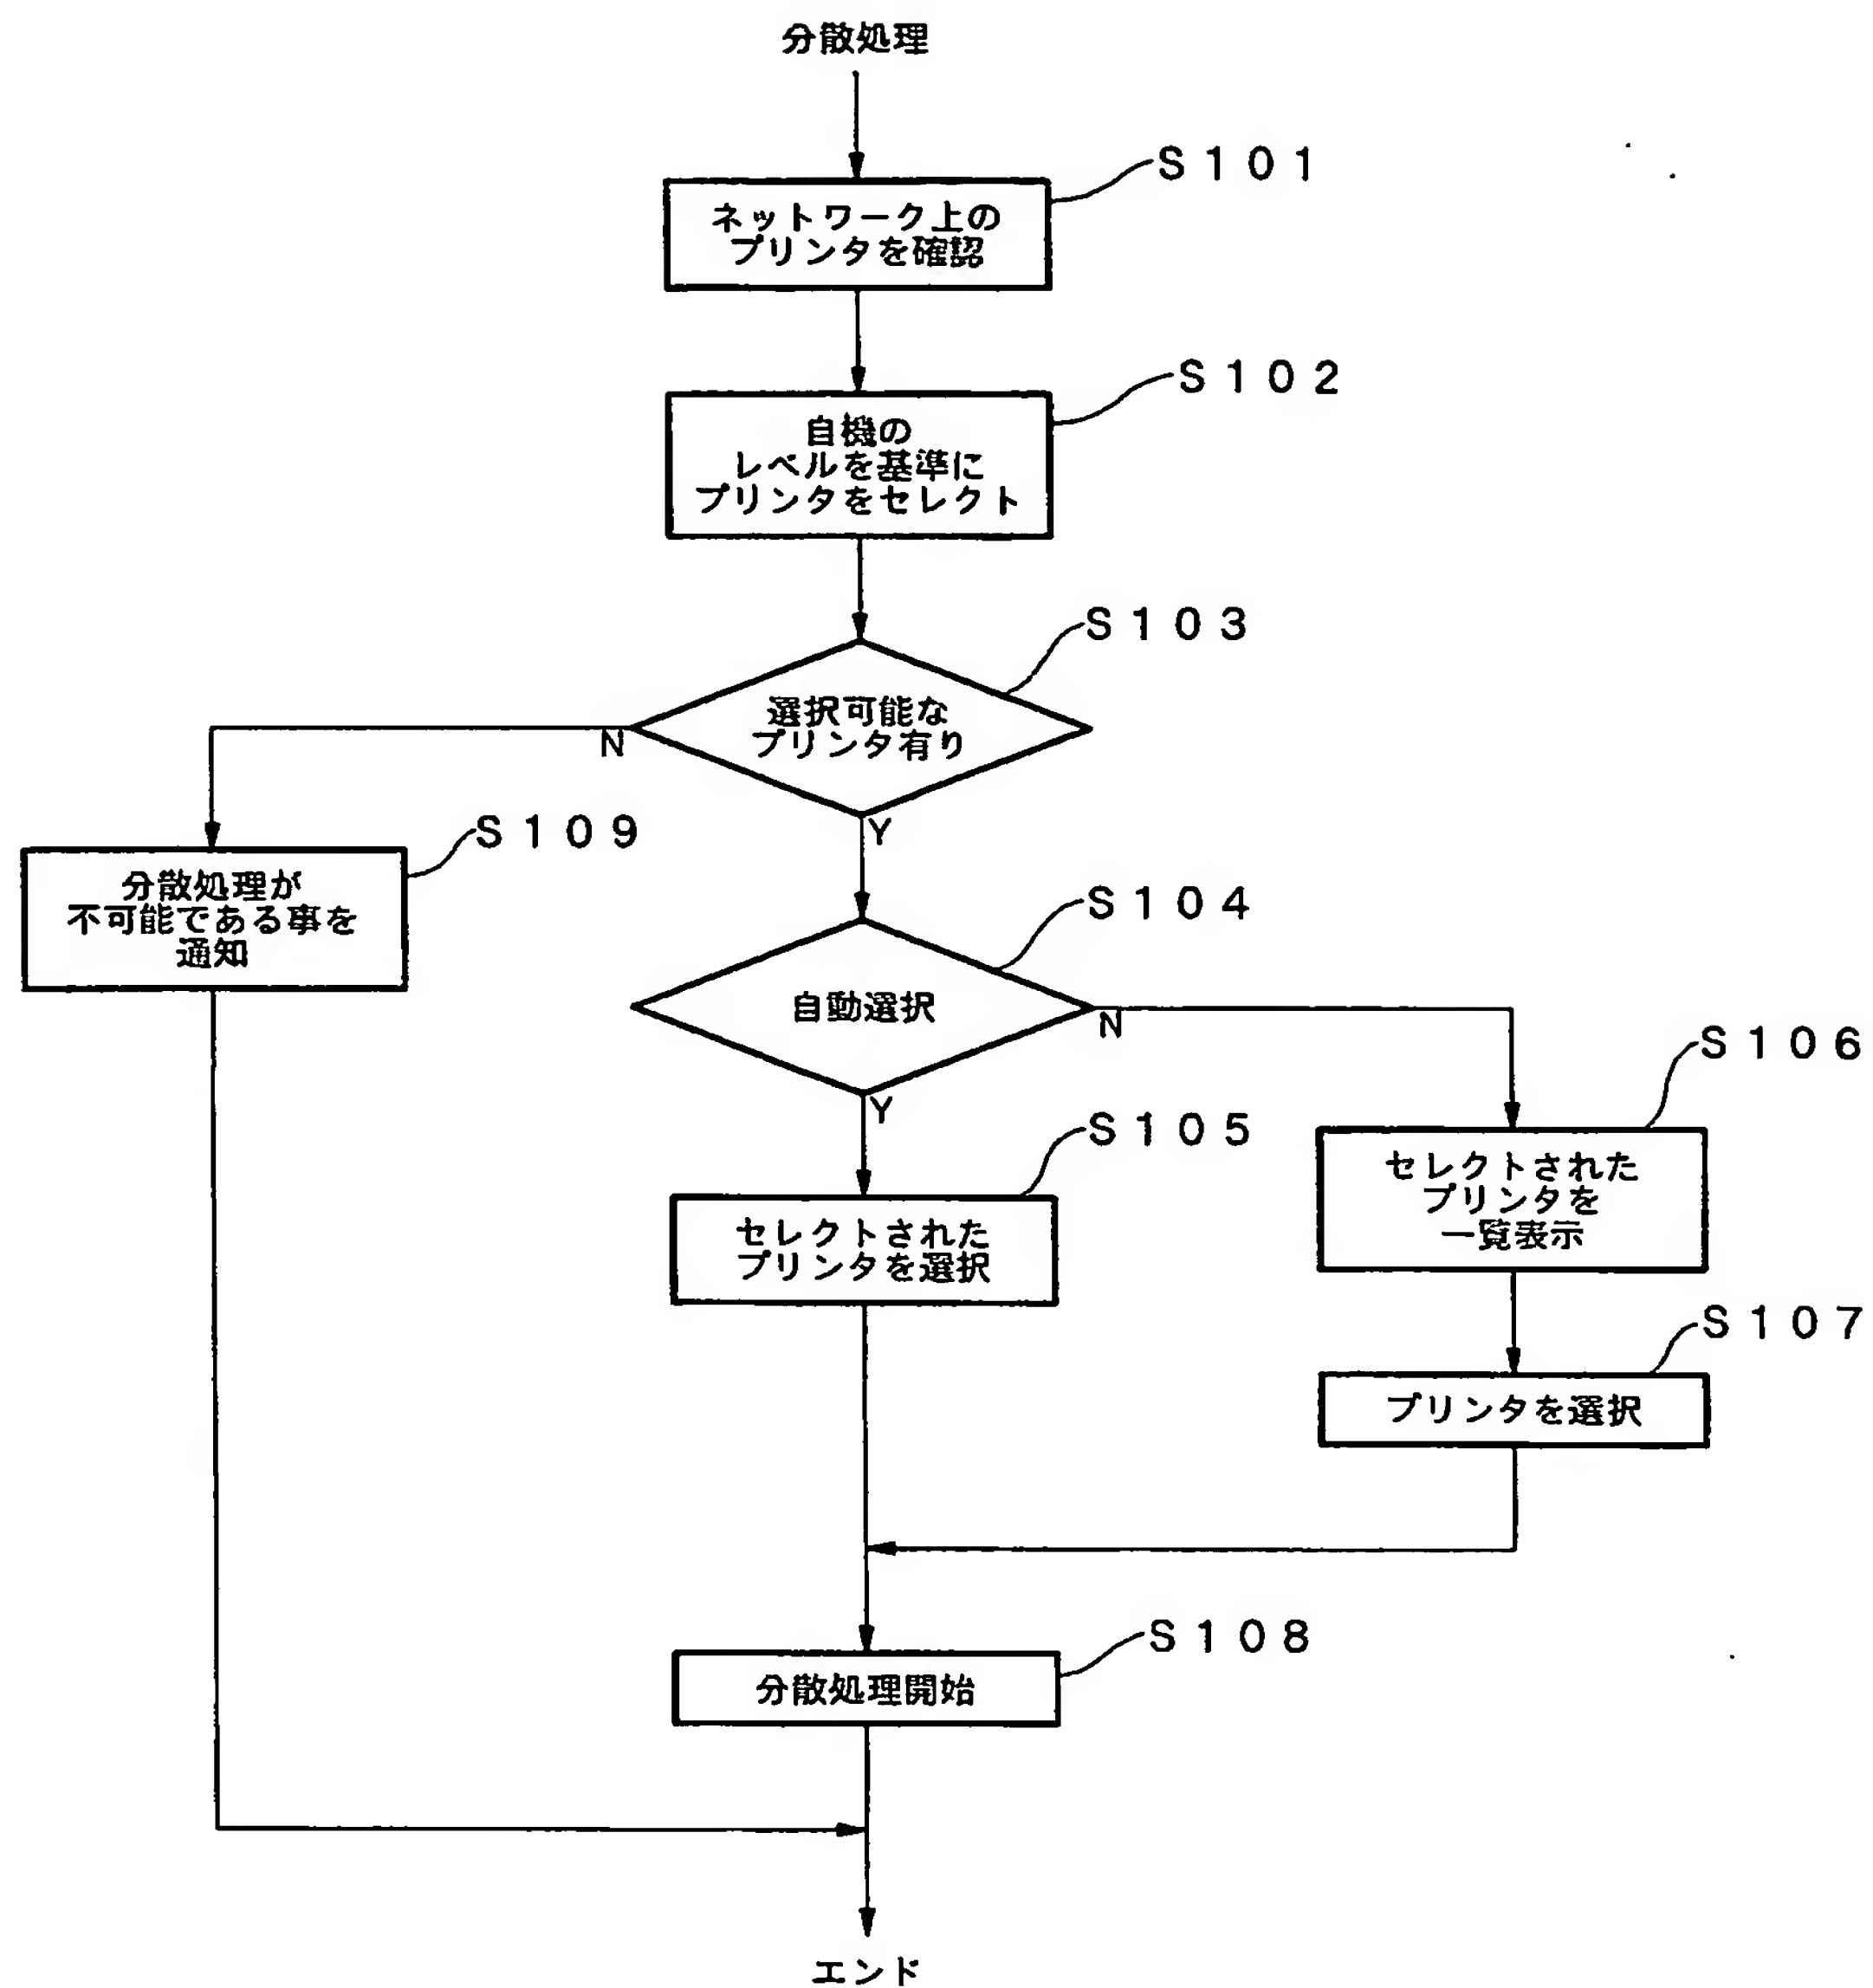 分散処理
S101
ネットワーク上の
プリンタを確認
S102
自機の
レベルを基準に
プリンタをセレクト
S103
選択可能な
プリンタ有り
N
Y
S109
分散処理が
不可能である事を
通知
S104
自動選択
N
Y
S106
セレクトされた
プリンタを
一覧表示
S105
セレクトされた
プリンタを選択
S107
プリンタを選択
S108
分散処理開始
エンド